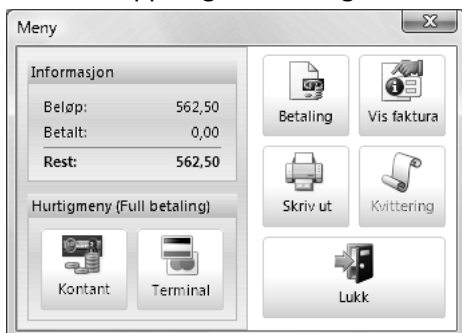 Meny
Informasjon
Beløp: 562,50
Betalt: 0,00
Rest: 562,50
Hurtigmeny (Full betaling)
Kontant Terminal
Betaling Vis faktura
Skriv ut Kvittering
Lukk